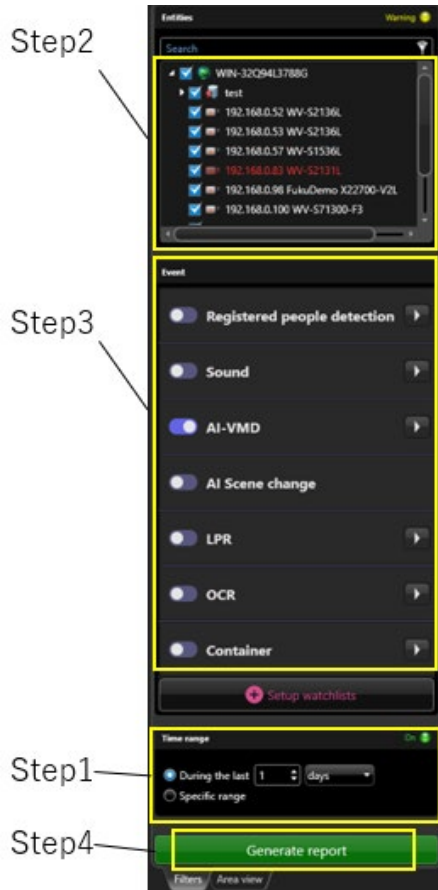 Entities
Warning
Step2
Search
WIN-32Q94L3788G
test
192.168.0.52 WV-S2136L
192.168.0.53 WV-S2136L
192.168.0.57 WV-S1536L
192.168.0.83 WV-S2131L
192.168.0.98 FukuDemo X22700-V2L
192.168.0.100 WV-S71300-F3
Event
Step3
Registered people detection
Sound
AI-VMD
AI Scene change
LPR
OCR
Container
Setup watchlists
Time range
On
Step1
During the last 1 days
Specific range
Step4
Generate report
Filters Area view